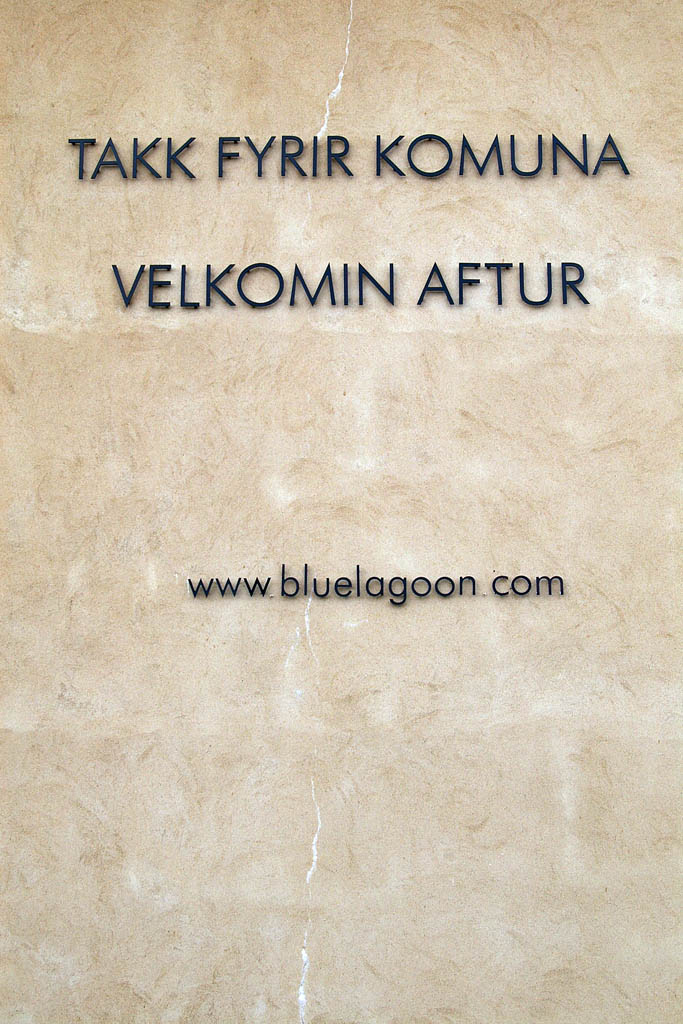 TAKK FYRIR KOMUNA
VELKOMIN AFTUR
www.bluelagoon.com